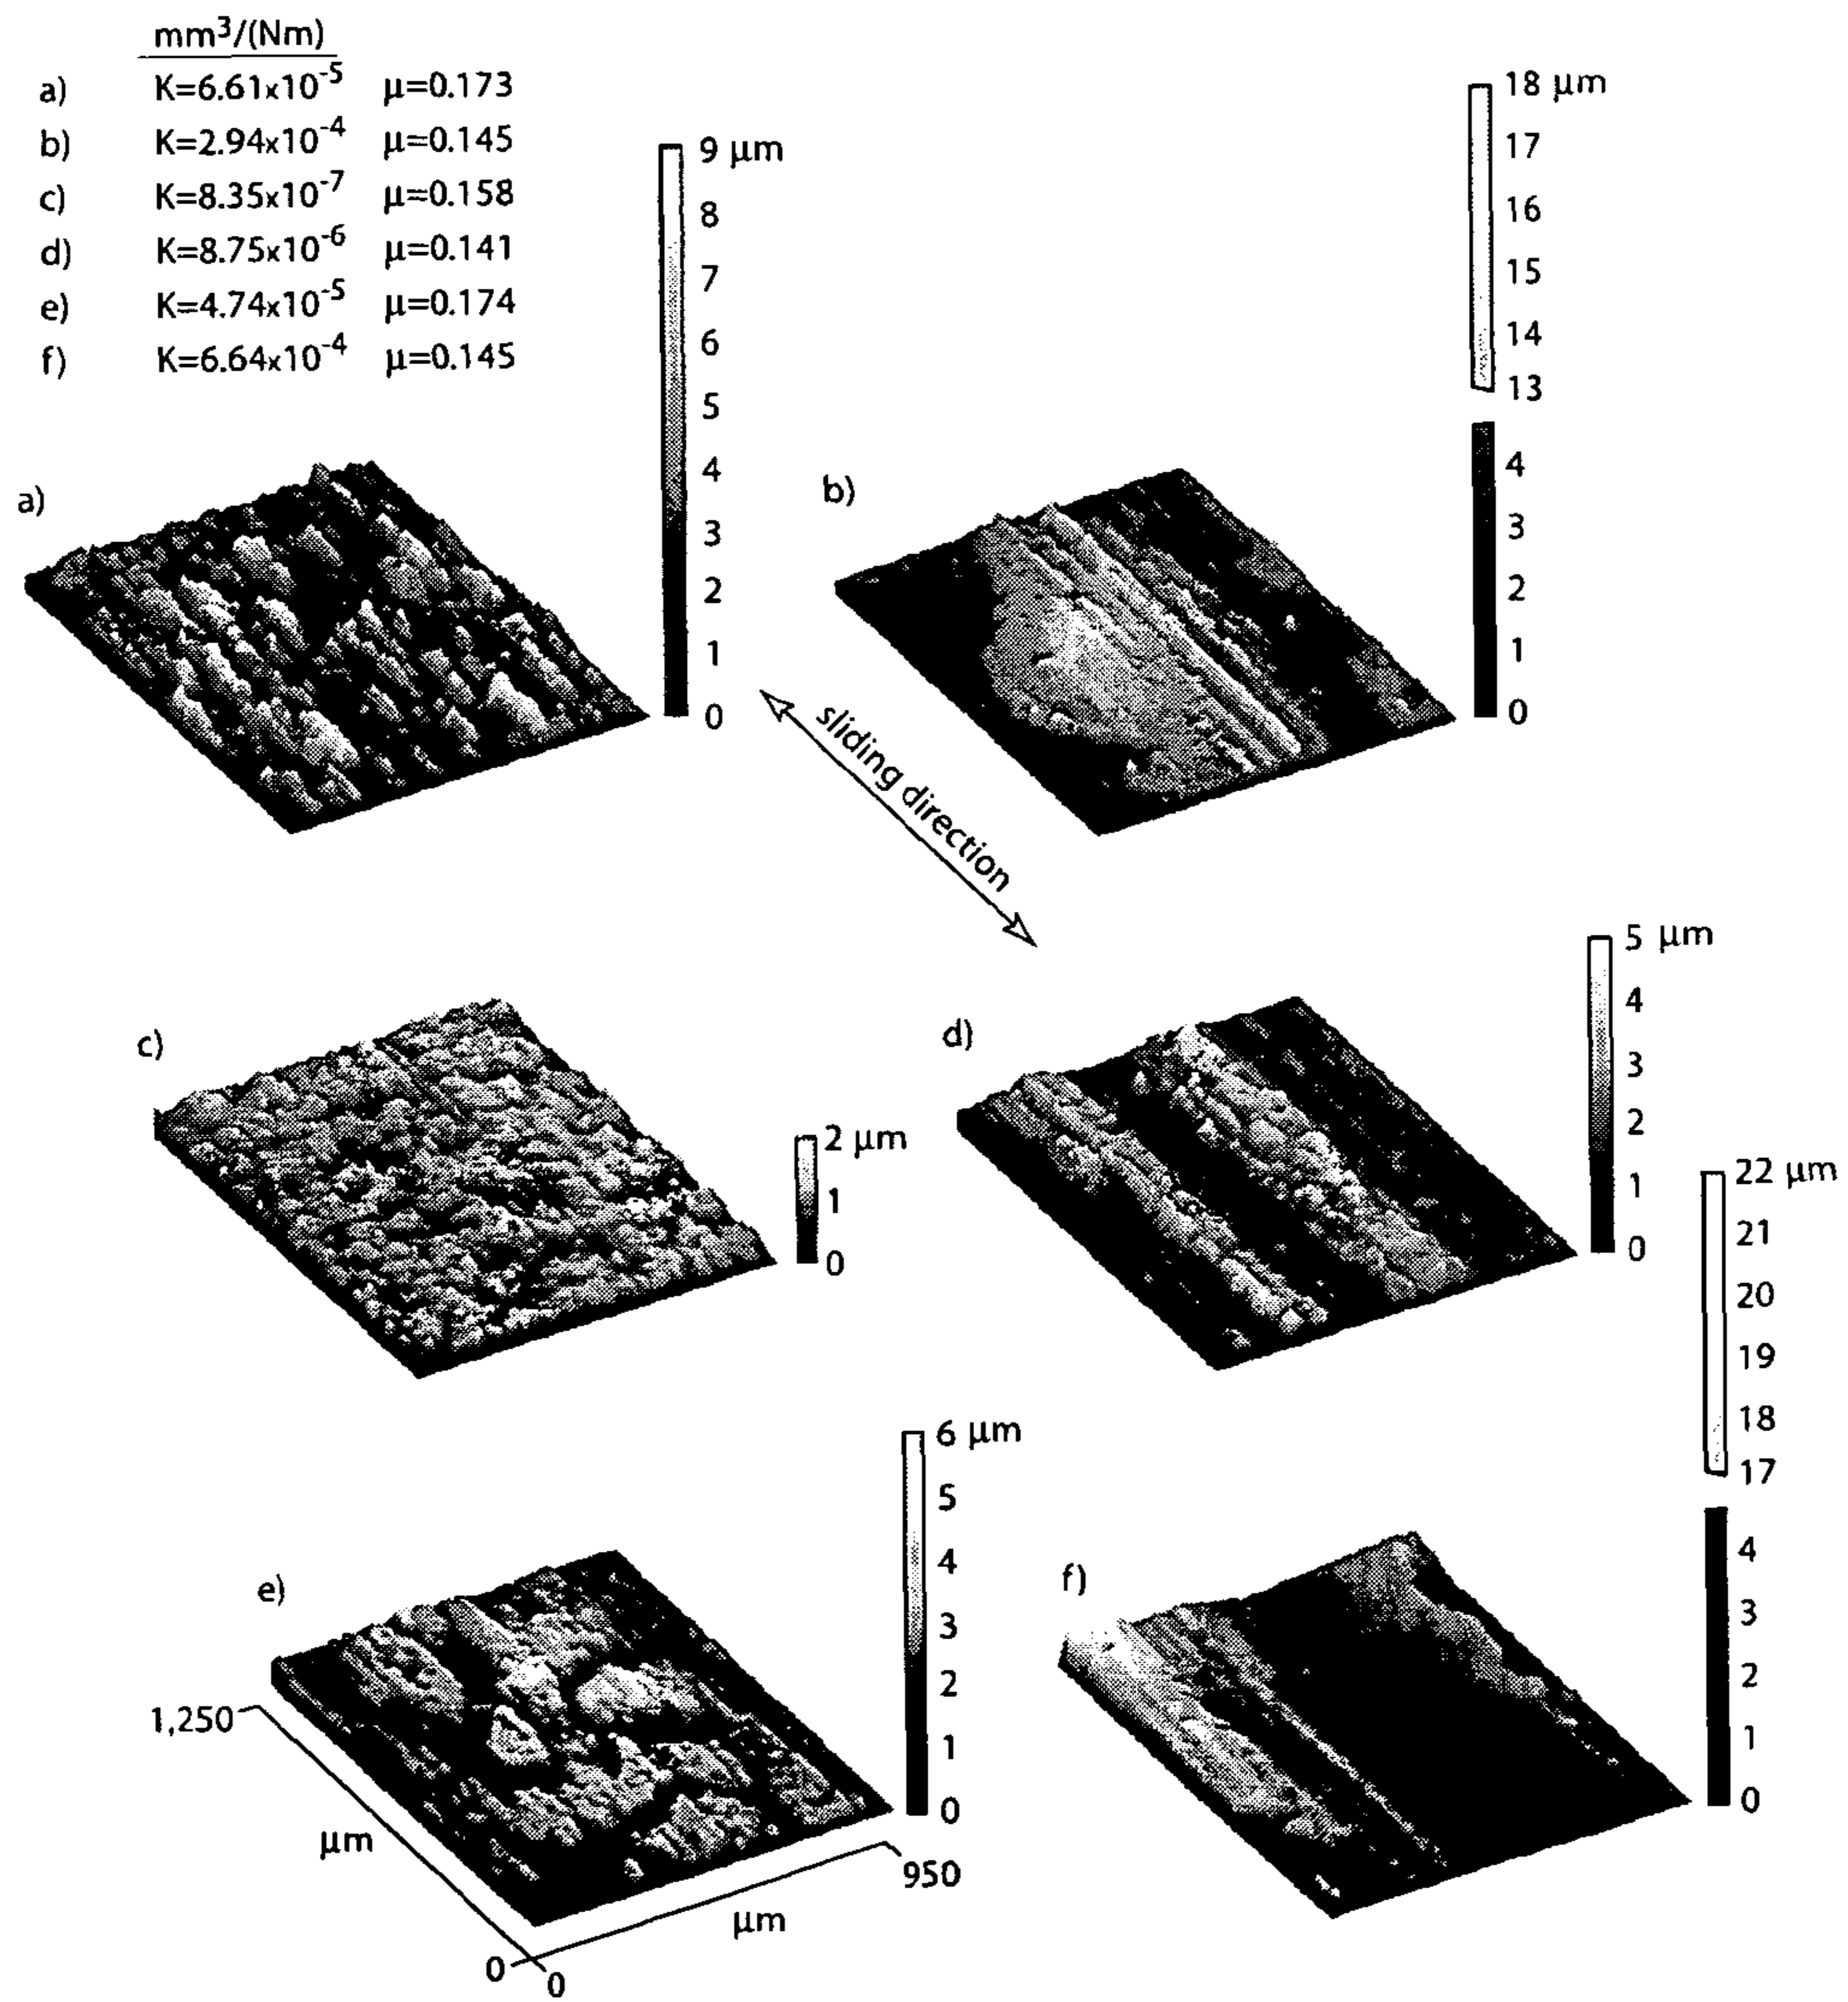 mm³/(Nm)
a) K=6.61x10⁻⁵ μ=0.173
b) K=2.94x10⁻⁴ μ=0.145
c) K=8.35x10⁻⁷ μ=0.158
d) K=8.75x10⁻⁶ μ=0.141
e) K=4.74x10⁻⁵ μ=0.174
f) K=6.64x10⁻⁴ μ=0.145
a)
9 μm
8
7
6
5
4
3
2
1
0
b)
18 μm
17
16
15
14
13
4
3
2
1
0
sliding direction
c)
2 μm
1
0
d)
5 μm
4
3
2
1
0
e)
6 μm
5
4
3
2
1
0
1,250
μm
0
0
μm
950
f)
22 μm
21
20
19
18
17
4
3
2
1
0